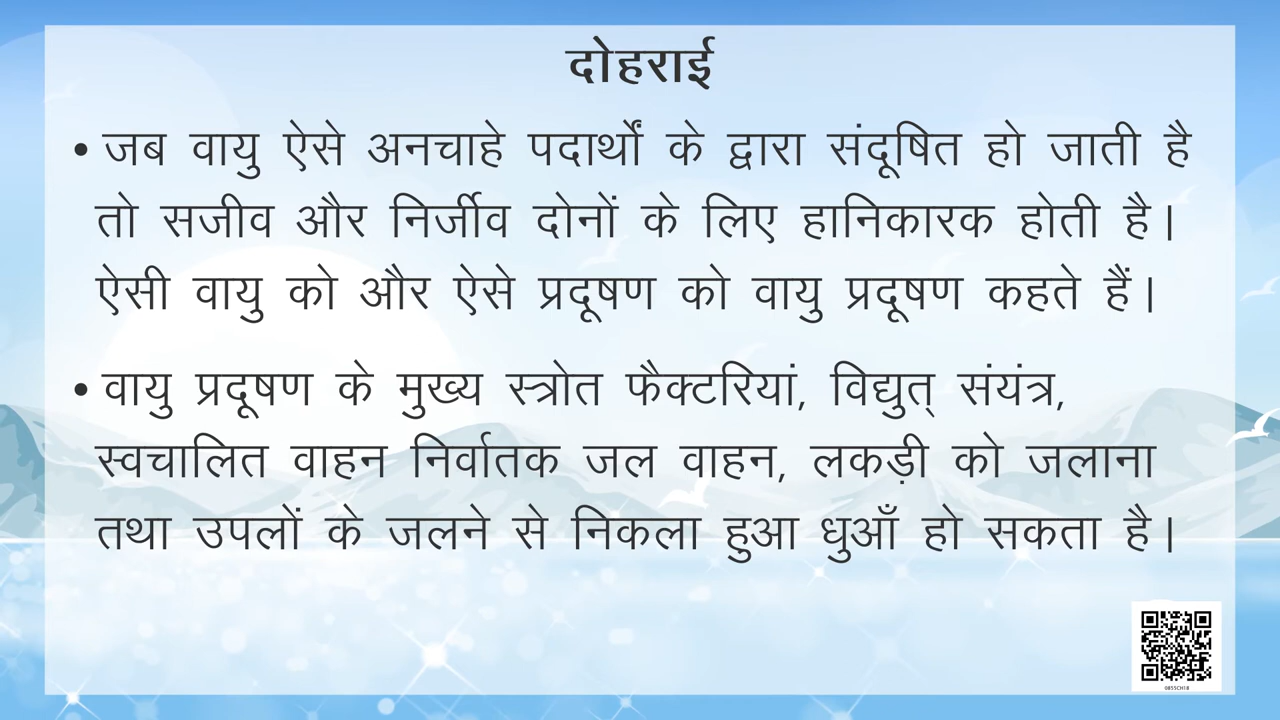 दोहराई
• जब वायु ऐसे अनचाहे पदार्थों के द्वारा संदूषित हो जाती है
तो सजीव और निर्जीव दोनों के लिए हानिकारक होती है।
ऐसी वायु को और ऐसे प्रदूषण को वायु प्रदूषण कहते हैं।
• वायु प्रदूषण के मुख्य स्त्रोत फैक्टरियां, विद्युत् संयंत्र,
स्वचालित वाहन निर्वातक जल वाहन, लकड़ी को जलाना
तथा उपलों के जलने से निकला हुआ धुआँ हो सकता है।
0855CH18